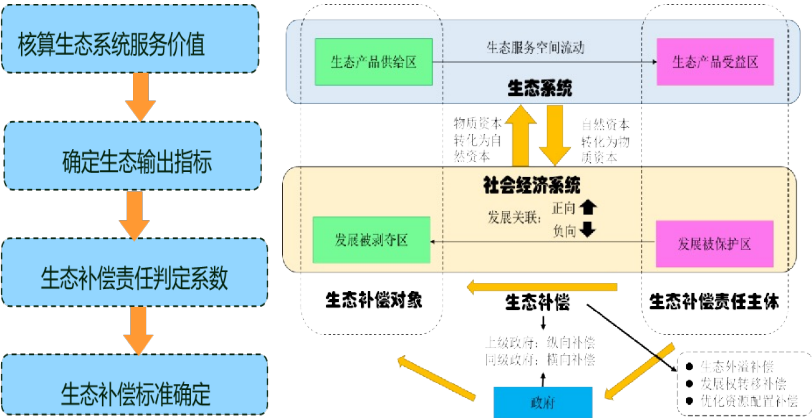 核算生态系统服务价值
确定生态输出指标
生态补偿责任判定系数
生态补偿标准确定
生态产品供给区
生态服务空间流动
生态产品受益区
生态系统
物质资本
转化为自
然资本
自然资本
转化为物
质资本
社会经济系统
发展关联：
正向
负向
发展被剥夺区
发展被保护区
生态补偿对象
生态补偿
生态补偿责任主体
上级政府：纵向补偿
同级政府：横向补偿
政府
● 生态外溢补偿
● 发展权转移补偿
● 优化资源配置补偿